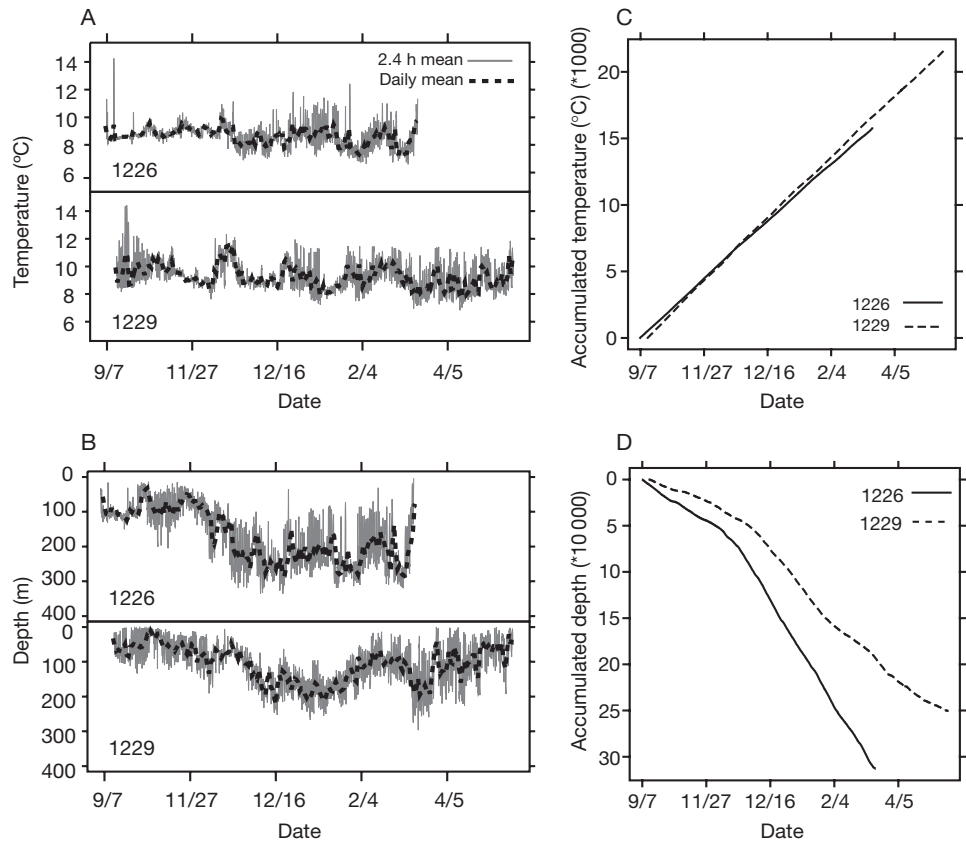 A
Temperature (°C)
14
12
10
8
6
2.4 h mean
Daily mean
1226
14
12
10
8
6
1229
9/7 11/27 12/16 2/4 4/5
Date
B
Depth (m)
0
100
200
300
400
1226
0
100
200
300
400
1229
9/7 11/27 12/16 2/4 4/5
Date
C
Accumulated temperature (°C) (*1000)
20
15
10
5
0
1226
1229
9/7 11/27 12/16 2/4 4/5
Date
D
Accumulated depth (*10 000)
0
5
10
15
20
25
30
1226
1229
9/7 11/27 12/16 2/4 4/5
Date